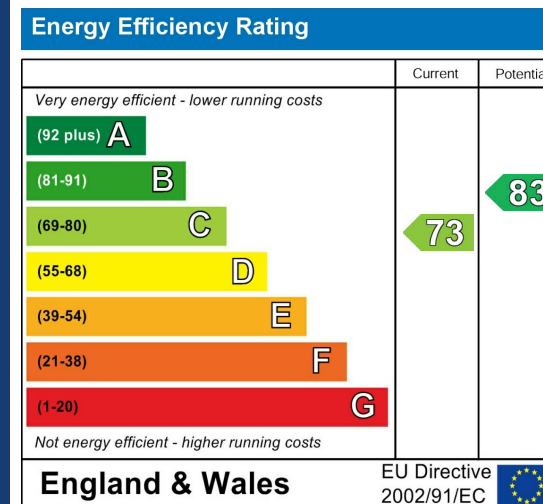 Energy Efficiency Rating
Current Potentia
Very energy efficient - lower running costs
(92 plus) A
(81-91) B
83
(69-80) C
73
(55-68) D
(39-54) E
(21-38) F
(1-20) G
Not energy efficient - higher running costs
England & Wales
EU Directive
2002/91/EC